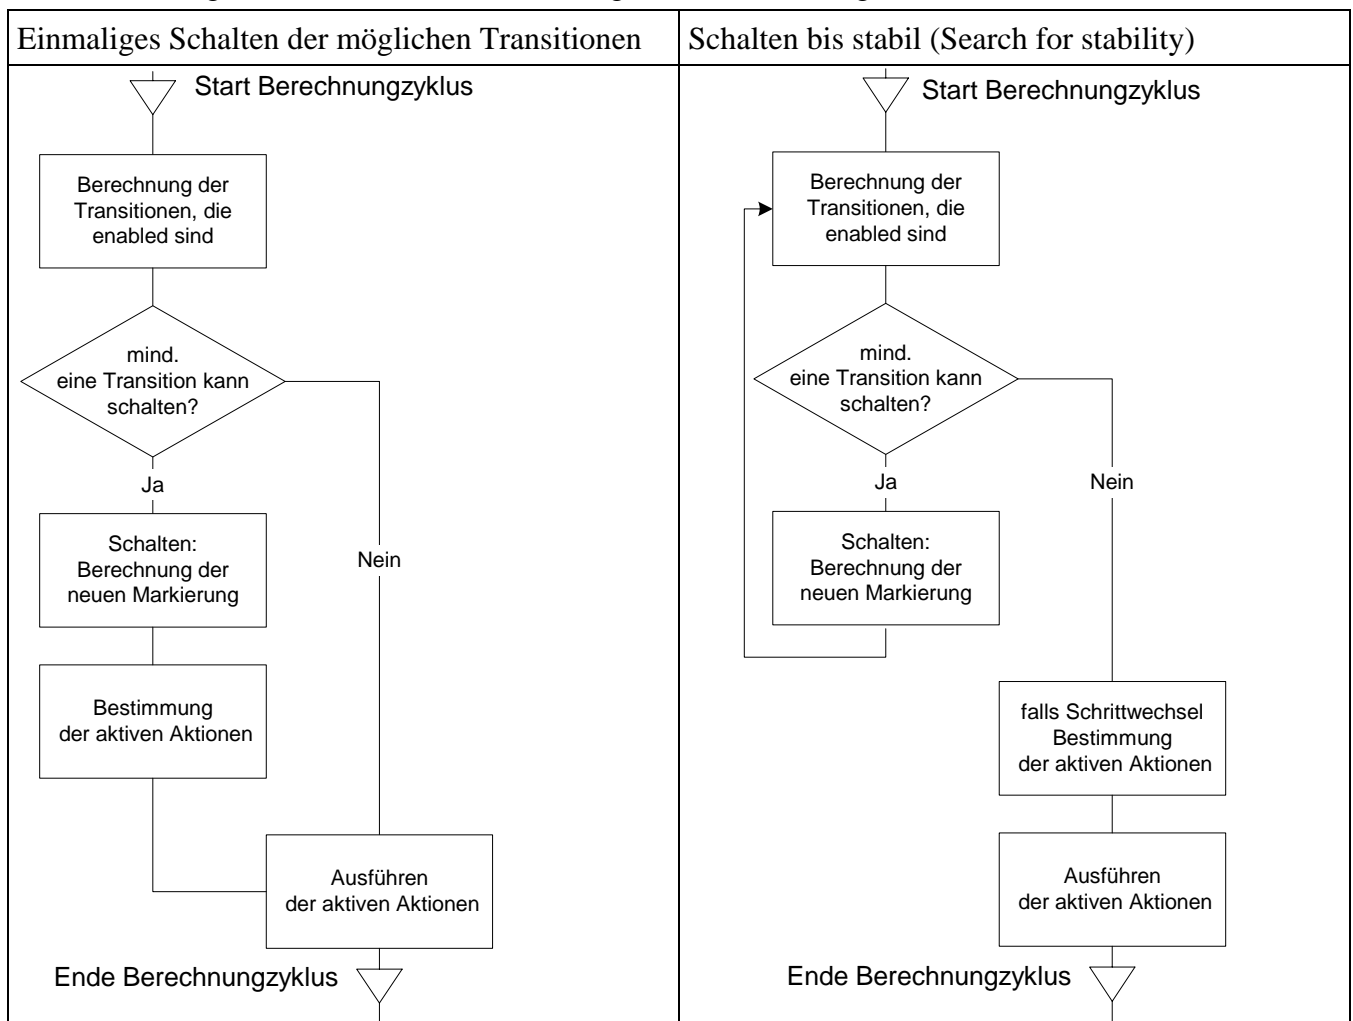 Einmaliges Schalten der möglichen Transitionen
Start Berechnungzyklus
Berechnung der
Transitionen, die
enabled sind
mind.
eine Transition kann
schalten?
Ja
Nein
Schalten:
Berechnung der
neuen Markierung
Bestimmung
der aktiven Aktionen
Ausführen
der aktiven Aktionen
Ende Berechnungzyklus
Schalten bis stabil (Search for stability)
Start Berechnungzyklus
Berechnung der
Transitionen, die
enabled sind
mind.
eine Transition kann
schalten?
Ja
Nein
Schalten:
Berechnung der
neuen Markierung
falls Schrittwechsel
Bestimmung
der aktiven Aktionen
Ausführen
der aktiven Aktionen
Ende Berechnungzyklus